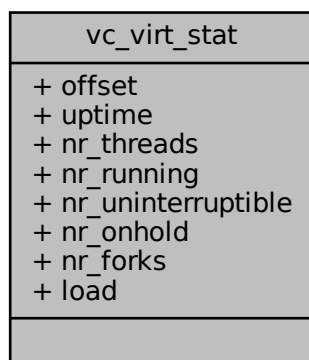 vc_virt_stat
+ offset
+ uptime
+ nr_threads
+ nr_running
+ nr_uninterruptible
+ nr_onhold
+ nr_forks
+ load